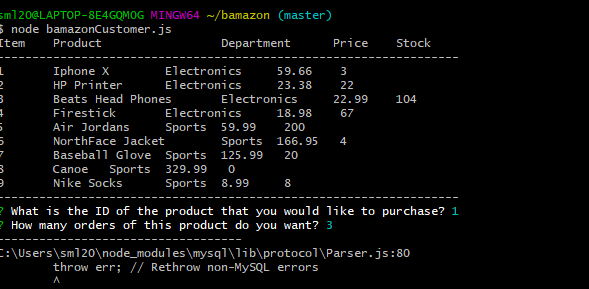 sml20@LAPTOP-8E4GQMOG MINGW64 ~/bamazon (master)
$ node bamazonCustomer.js
Item Product Department Price Stock
--------------------------------------------------------------------
1 Iphone X Electronics 59.66 3
2 HP Printer Electronics 23.38 22
3 Beats Head Phones Electronics 22.99 104
4 Firestick Electronics 18.98 67
5 Air Jordans Sports 59.99 200
6 NorthFace Jacket Sports 166.95 4
7 Baseball Glove Sports 125.99 20
8 Canoe Sports 329.99 0
9 Nike Socks Sports 8.99 8
--------------------------------------------------------------------
? What is the ID of the product that you would like to purchase? 1
? How many orders of this product do you want? 3
------------------------------------
C:\Users\sml20\node_modules\mysql\lib\protocol\Parser.js:80
throw err; // Rethrow non-MySQL errors
^